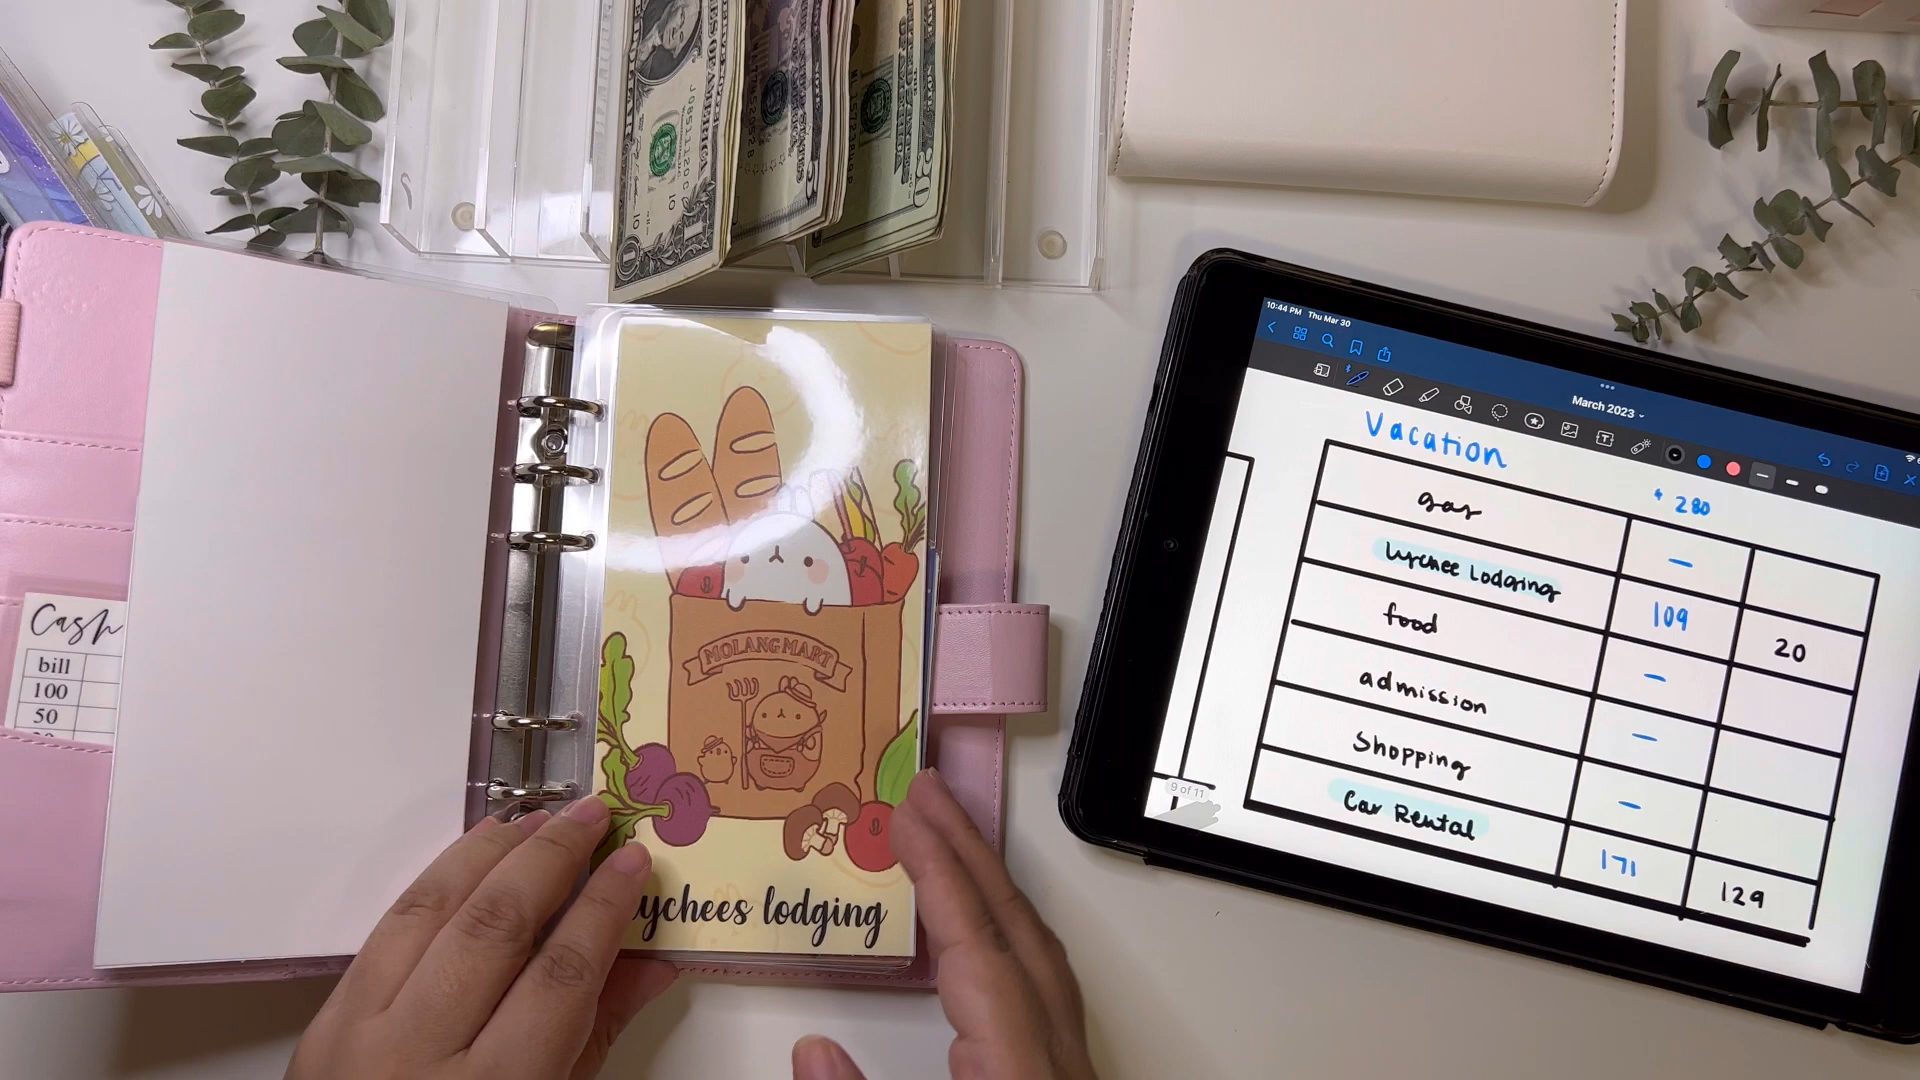 Cash
bill
100
50
MOLANG MART
lychees lodging
10:44 PM Thu Mar 30
March 2023
Vacation
280
gas —
Lychee Lodging 109 20
food —
admission —
Shopping —
Car Rental 171 129
9 of 11